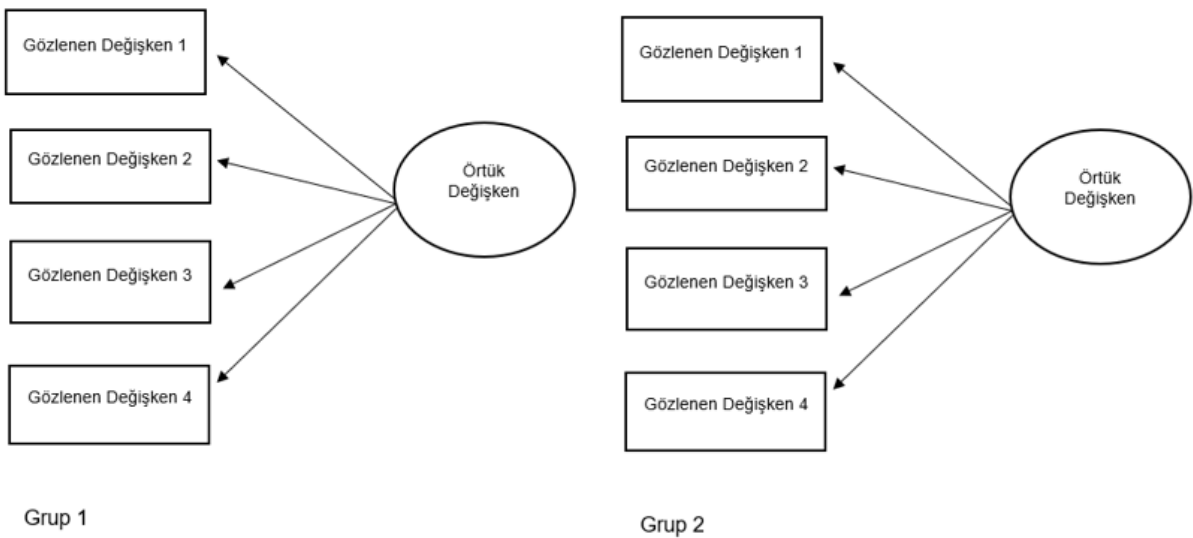 Gözlenen Değişken 1
Gözlenen Değişken 2
Gözlenen Değişken 3
Gözlenen Değişken 4
Örtük
Değişken
Grup 1
Gözlenen Değişken 1
Gözlenen Değişken 2
Gözlenen Değişken 3
Gözlenen Değişken 4
Örtük
Değişken
Grup 2